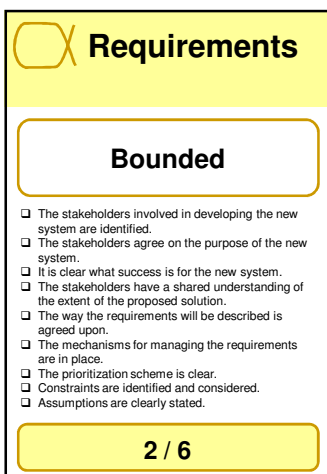 Requirements
Bounded
❑ The stakeholders involved in developing the new
system are identified.
❑ The stakeholders agree on the purpose of the new
system.
❑ It is clear what success is for the new system.
❑ The stakeholders have a shared understanding of
the extent of the proposed solution.
❑ The way the requirements will be described is
agreed upon.
❑ The mechanisms for managing the requirements
are in place.
❑ The prioritization scheme is clear.
❑ Constraints are identified and considered.
❑ Assumptions are clearly stated.
2 / 6